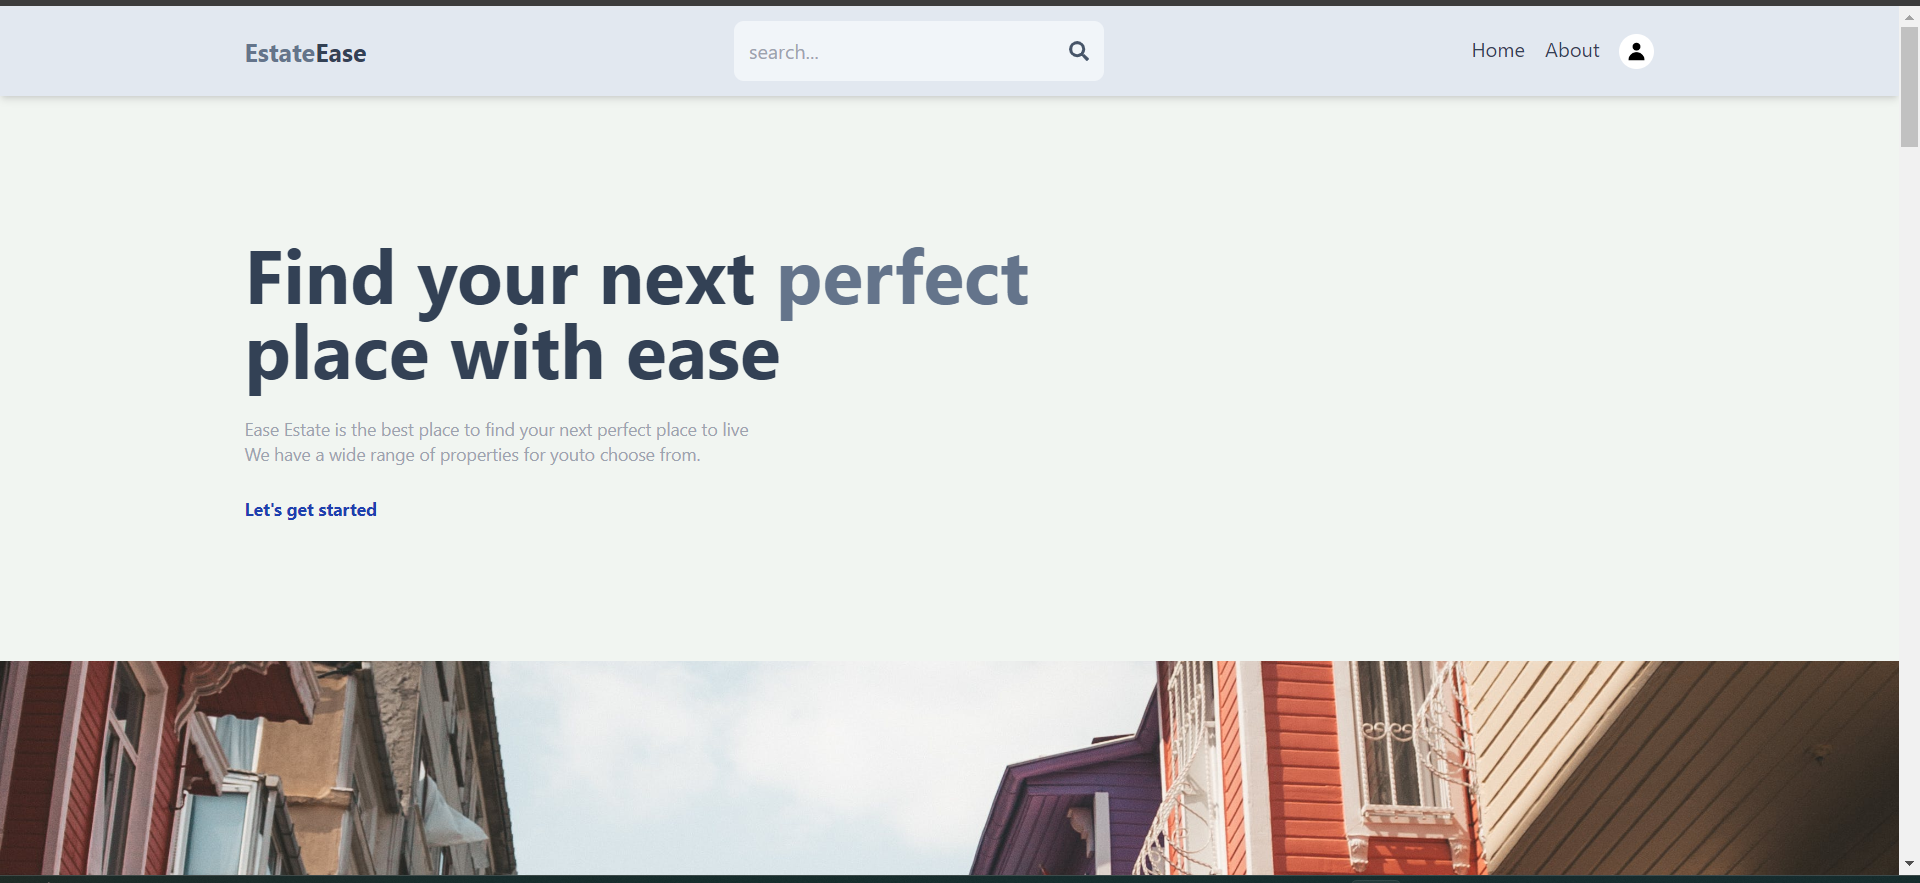 EstateEase
search...
Home
About
Find your next perfect
place with ease
Ease Estate is the best place to find your next perfect place to live
We have a wide range of properties for youto choose from.
Let's get started